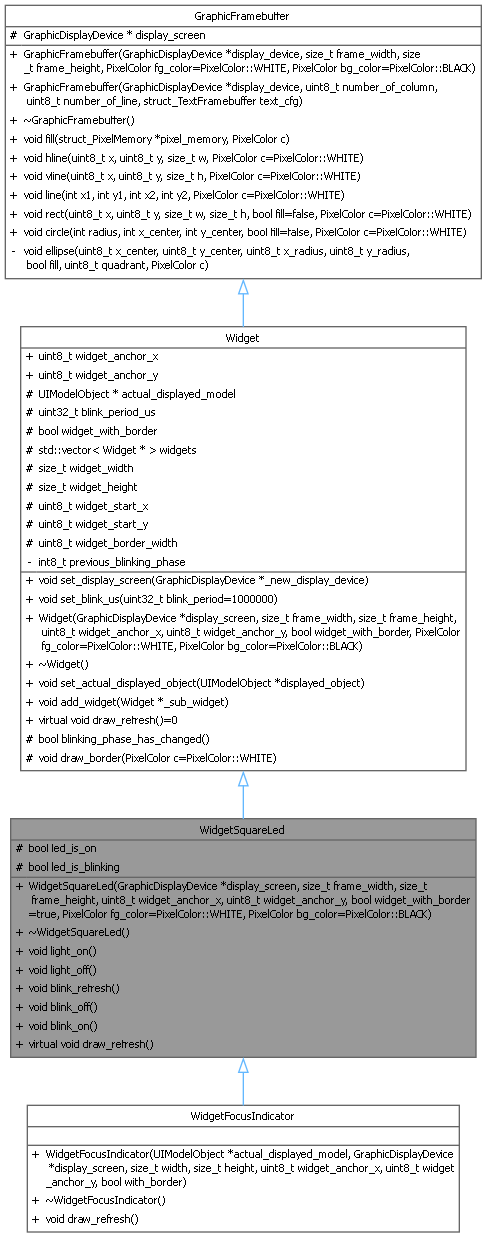 GraphicFramebuffer
# GraphicDisplayDevice * display_screen
+ GraphicFramebuffer(GraphicDisplayDevice *display_device, size_t frame_width, size
_t frame_height, PixelColor fg_color=PixelColor::WHITE, PixelColor bg_color=PixelColor::BLACK)
+ GraphicFramebuffer(GraphicDisplayDevice *display_device, uint8_t number_of_column,
uint8_t number_of_line, struct_TextFramebuffer text_cfg)
+ ~GraphicFramebuffer()
+ void fill(struct_PixelMemory *pixel_memory, PixelColor c)
+ void hline(uint8_t x, uint8_t y, size_t w, PixelColor c=PixelColor::WHITE)
+ void vline(uint8_t x, uint8_t y, size_t h, PixelColor c=PixelColor::WHITE)
+ void line(int x1, int y1, int x2, int y2, PixelColor c=PixelColor::WHITE)
+ void rect(uint8_t x, uint8_t y, size_t w, size_t h, bool fill=false, PixelColor c=PixelColor::WHITE)
+ void circle(int radius, int x_center, int y_center, bool fill=false, PixelColor c=PixelColor::WHITE)
- void ellipse(uint8_t x_center, uint8_t y_center, uint8_t x_radius, uint8_t y_radius,
bool fill, uint8_t quadrant, PixelColor c)
Widget
+ uint8_t widget_anchor_x
+ uint8_t widget_anchor_y
# UIModelObject * actual_displayed_model
# uint32_t blink_period_us
# bool widget_with_border
# std::vector< Widget * > widgets
# size_t widget_width
# size_t widget_height
# uint8_t widget_start_x
# uint8_t widget_start_y
# uint8_t widget_border_width
- int8_t previous_blinking_phase
+ void set_display_screen(GraphicDisplayDevice *_new_display_device)
+ void set_blink_us(uint32_t blink_period=1000000)
+ Widget(GraphicDisplayDevice *display_screen, size_t frame_width, size_t frame_height,
uint8_t widget_anchor_x, uint8_t widget_anchor_y, bool widget_with_border, PixelColor
fg_color=PixelColor::WHITE, PixelColor bg_color=PixelColor::BLACK)
+ ~Widget()
+ void set_actual_displayed_object(UIModelObject *displayed_object)
+ void add_widget(Widget *_sub_widget)
+ virtual void draw_refresh()=0
# bool blinking_phase_has_changed()
# void draw_border(PixelColor c=PixelColor::WHITE)
WidgetSquareLed
# bool led_is_on
# bool led_is_blinking
+ WidgetSquareLed(GraphicDisplayDevice *display_screen, size_t frame_width, size_t
frame_height, uint8_t widget_anchor_x, uint8_t widget_anchor_y, bool widget_with_border
=true, PixelColor fg_color=PixelColor::WHITE, PixelColor bg_color=PixelColor::BLACK)
+ ~WidgetSquareLed()
+ void light_on()
+ void light_off()
+ void blink_refresh()
+ void blink_off()
+ void blink_on()
+ virtual void draw_refresh()
WidgetFocusIndicator
+ WidgetFocusIndicator(UIModelObject *actual_displayed_model, GraphicDisplayDevice
*display_screen, size_t width, size_t height, uint8_t widget_anchor_x, uint8_t widget
_anchor_y, bool with_border)
+ ~WidgetFocusIndicator()
+ void draw_refresh()